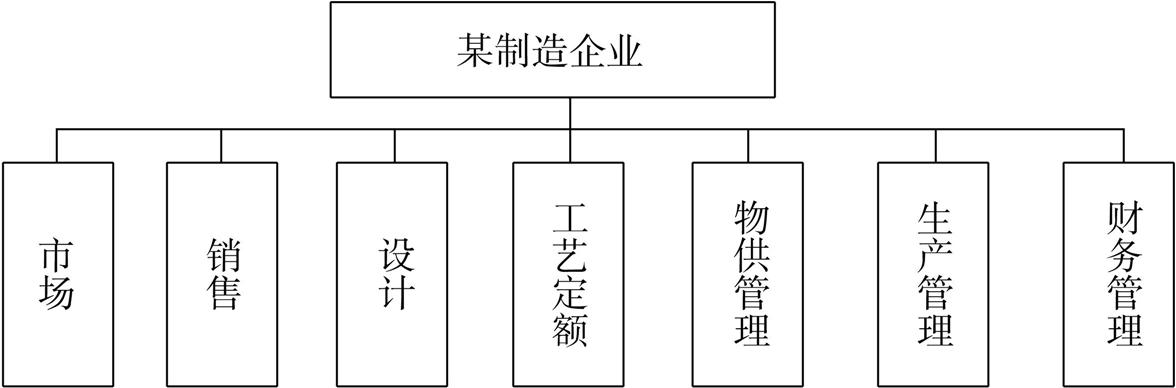 某制造企业
市场
销售
设计
工艺定额
物供管理
生产管理
财务管理